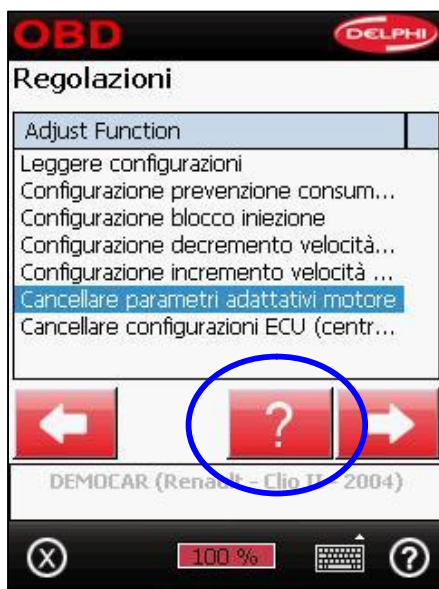 OBD
DELPHI
Regolazioni
Adjust Function
Leggere configurazioni
Configurazione prevenzione consum...
Configurazione blocco iniezione
Configurazione decremento velocità...
Configurazione incremento velocità ...
Cancellare parametri adattativi motore
Cancellare configurazioni ECU (centr...
?
DEMOCAR (Renault - Clio II - 2004)
100 %
?